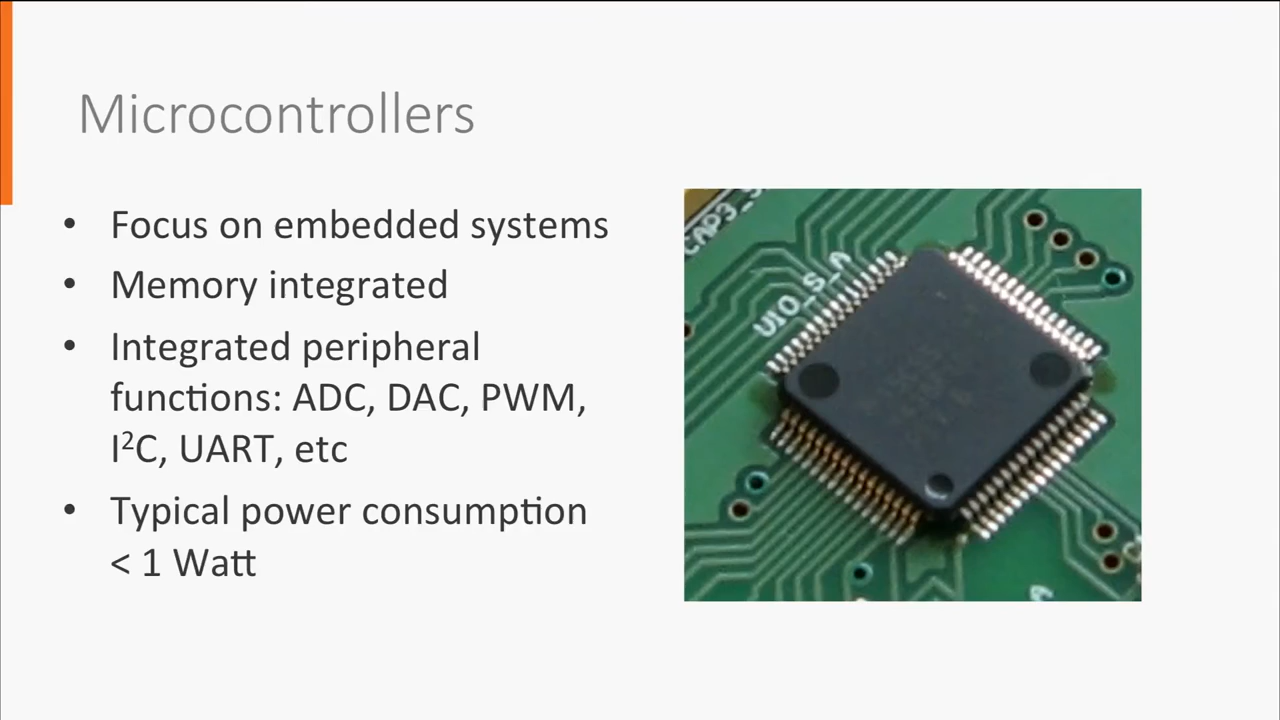 Microcontrollers
• Focus on embedded systems
• Memory integrated
• Integrated peripheral
functions: ADC, DAC, PWM,
I²C, UART, etc
• Typical power consumption
< 1 Watt
UIO_S_A